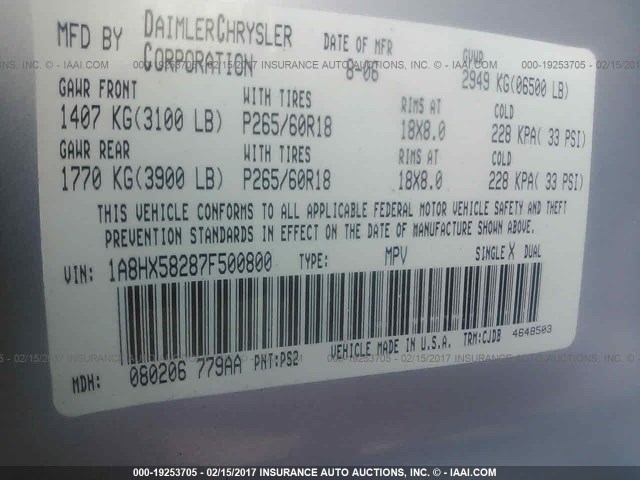 MFD BY DAIMLERCHRYSLER CORPORATION DATE OF MFR 8-06 GVWR 2949 KG(06500 LB)
GAWR FRONT WITH TIRES RIMS AT COLD
1407 KG(3100 LB) P265/60R18 18X8.0 228 KPA( 33 PSI)
GAWR REAR WITH TIRES RIMS AT COLD
1770 KG(3900 LB) P265/60R18 18X8.0 228 KPA( 33 PSI)
THIS VEHICLE CONFORMS TO ALL APPLICABLE FEDERAL MOTOR VEHICLE SAFETY AND THEFT
PREVENTION STANDARDS IN EFFECT ON THE DATE OF MANUFACTURE SHOWN ABOVE.
VIN: 1A8HX58287F500800 TYPE: MPV SINGLE X DUAL
MDH: 080206 779AA PNT:PS2 VEHICLE MADE IN U.S.A. TRM:CJDB 4648503
000-19253705 - 02/15/2017 INSURANCE AUTO AUCTIONS, INC. - © - IAAI.COM